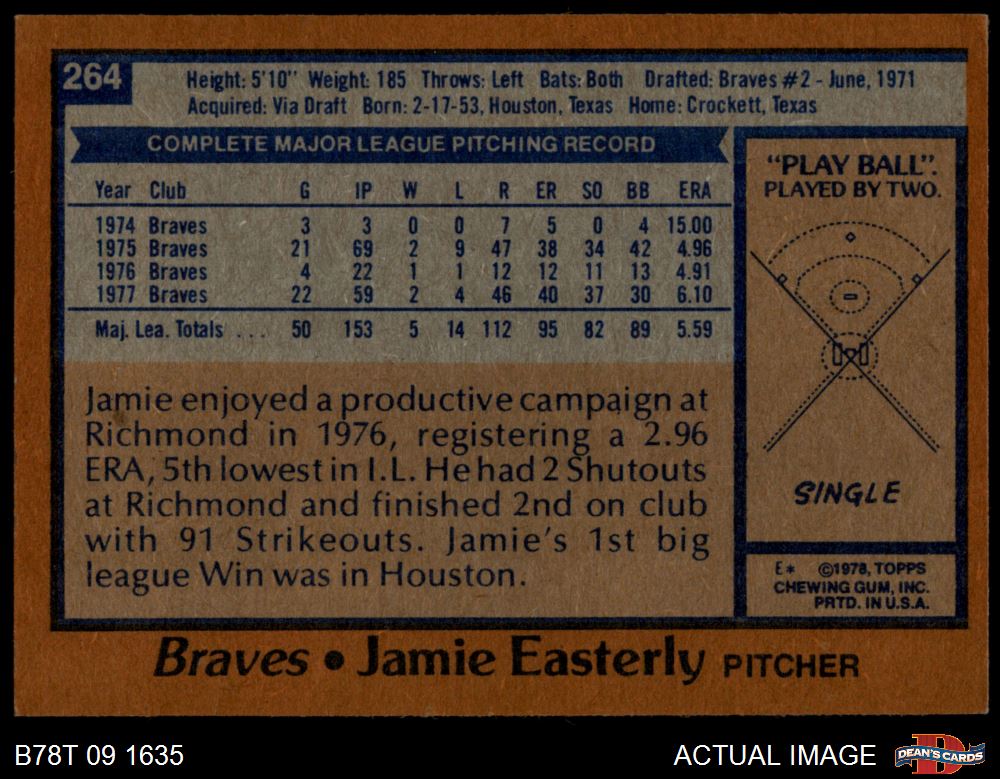 264
Height: 5'10" Weight: 185 Throws: Left Bats: Both Drafted: Braves #2 - June, 1971
Acquired: Via Draft Born: 2-17-53, Houston, Texas Home: Crockett, Texas
COMPLETE MAJOR LEAGUE PITCHING RECORD
Year Club G IP W L R ER SO BB ERA
1974 Braves 3 3 0 0 7 5 0 4 15.00
1975 Braves 21 69 2 9 47 38 34 42 4.96
1976 Braves 4 22 1 1 12 12 11 13 4.91
1977 Braves 22 59 2 4 46 40 37 30 6.10
Maj. Lea. Totals . . . 50 153 5 14 112 95 82 89 5.59
Jamie enjoyed a productive campaign at
Richmond in 1976, registering a 2.96
ERA, 5th lowest in I.L. He had 2 Shutouts
at Richmond and finished 2nd on club
with 91 Strikeouts. Jamie's 1st big
league Win was in Houston.
"PLAY BALL".
PLAYED BY TWO.
SINGLE
E* ©1978, TOPPS
CHEWING GUM, INC.
PRTD. IN U.S.A.
Braves • Jamie Easterly PITCHER
B78T 09 1635
ACTUAL IMAGE
DEAN'S CARDS